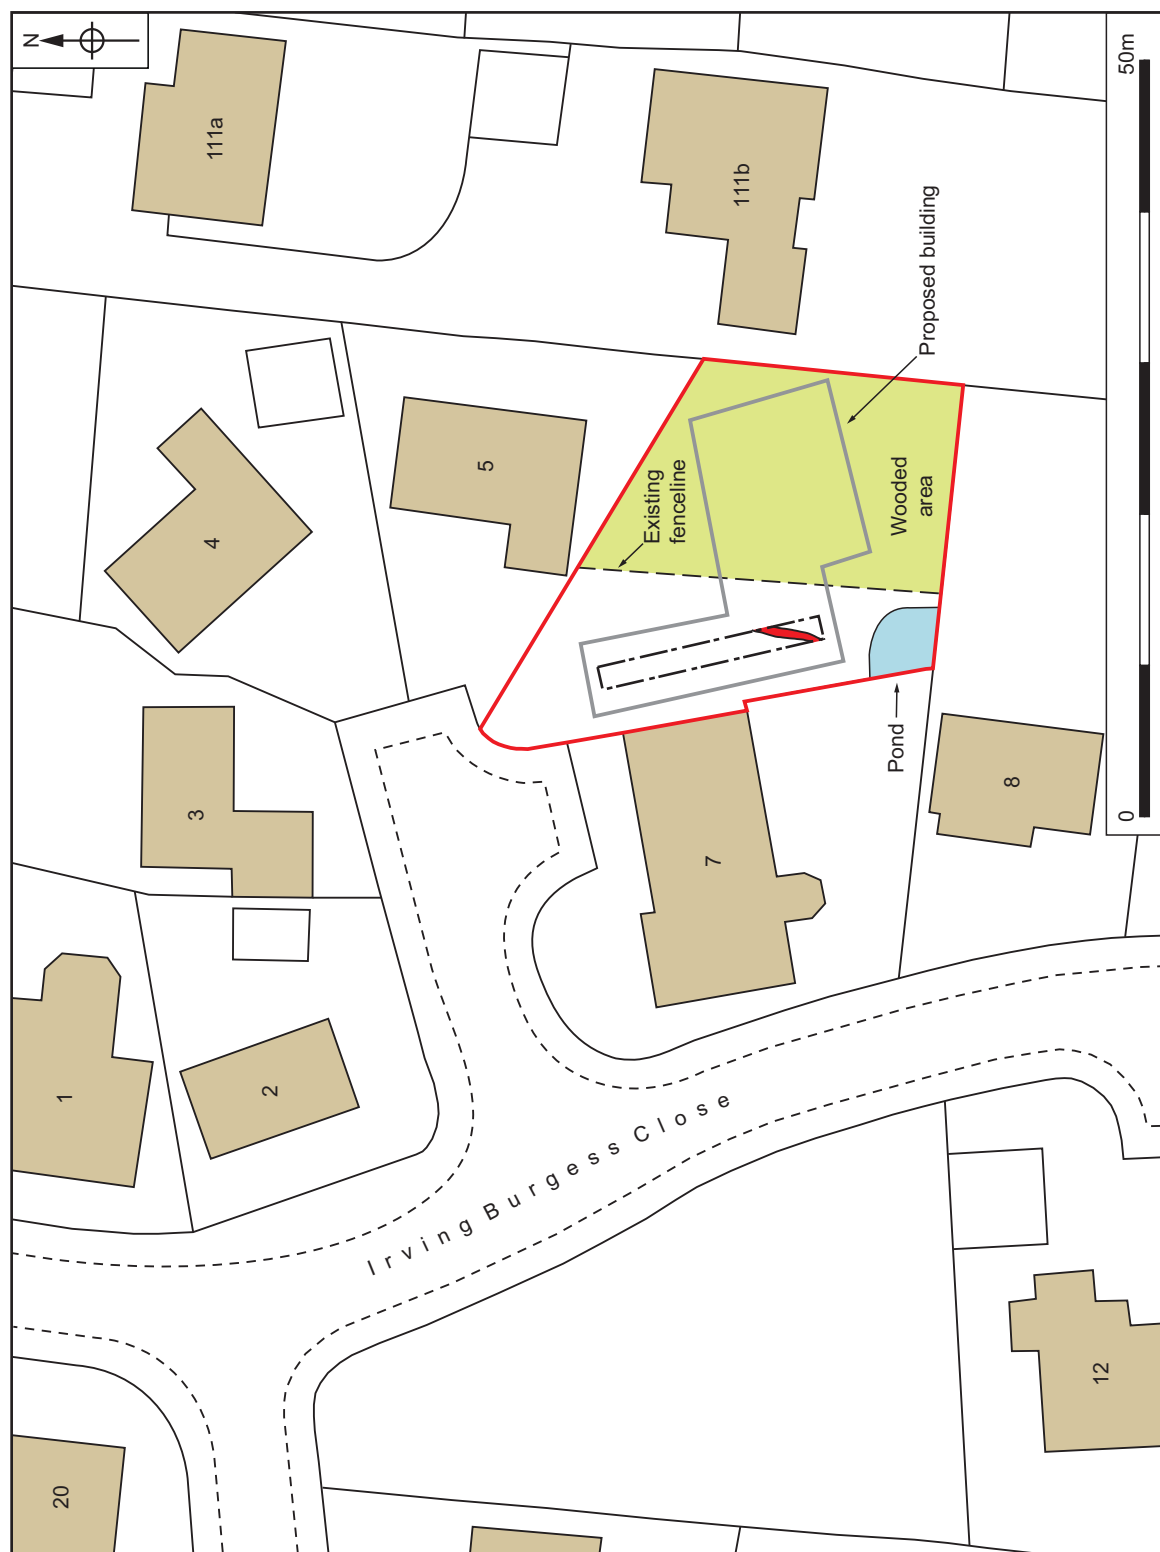 N
111a
50m
111b
Proposed building
5
4
Existing
fenceline
Wooded
area
Pond
3
8
0
7
1
2
Irving Burgess Close
12
20